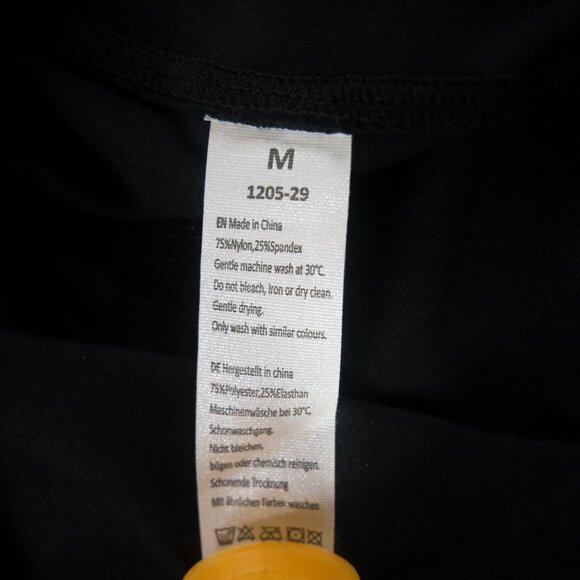 M
1205-29
EN Made in China
75%Nylon,25%Spandex
Gentle machine wash at 30°C.
Do not bleach, iron or dry clean.
Gentle drying.
Only wash with similar colours.
DE Hergestellt in china
75%Polyester,25%Elasthan
Maschinenwäsche bei 30°C,
Schonwaschgang.
Nicht bleichen,
bügen oder chemisch reinigen.
Schonende Trocknung
Mit ähnlichen Farben waschen